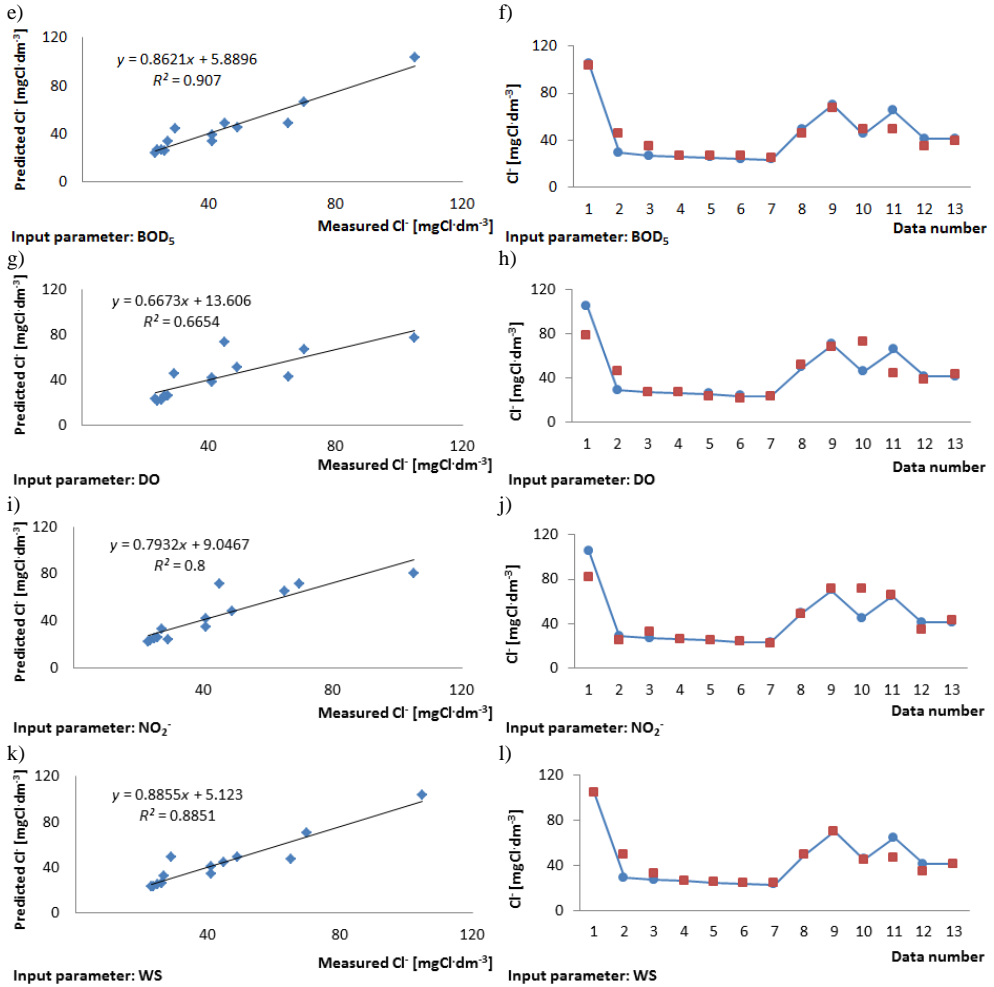 e)
Predicted Cl⁻ [mgCl·dm⁻³]
120
80
40
0
y = 0.8621x + 5.8896
R² = 0.907
40
80
120
Measured Cl⁻ [mgCl·dm⁻³]
Input parameter: BOD₅
f)
Cl⁻ [mgCl·dm⁻³]
120
80
40
0
1 2 3 4 5 6 7 8 9 10 11 12 13
Data number
Input parameter: BOD₅
g)
Predicted Cl⁻ [mgCl·dm⁻³]
120
80
40
0
y = 0.6673x + 13.606
R² = 0.6654
40
80
120
Measured Cl⁻ [mgCl·dm⁻³]
Input parameter: DO
h)
Cl⁻ [mgCl·dm⁻³]
120
80
40
0
1 2 3 4 5 6 7 8 9 10 11 12 13
Data number
Input parameter: DO
i)
Predicted Cl⁻ [mgCl·dm⁻³]
120
80
40
0
y = 0.7932x + 9.0467
R² = 0.8
40
80
120
Measured Cl⁻ [mgCl·dm⁻³]
Input parameter: NO₂⁻
j)
Cl⁻ [mgCl·dm⁻³]
120
80
40
0
1 2 3 4 5 6 7 8 9 10 11 12 13
Data number
Input parameter: NO₂⁻
k)
Predicted Cl⁻ [mgCl·dm⁻³]
120
80
40
0
y = 0.8855x + 5.123
R² = 0.8851
40
80
120
Measured Cl⁻ [mgCl·dm⁻³]
Input parameter: WS
l)
Cl⁻ [mgCl·dm⁻³]
120
80
40
0
1 2 3 4 5 6 7 8 9 10 11 12 13
Data number
Input parameter: WS